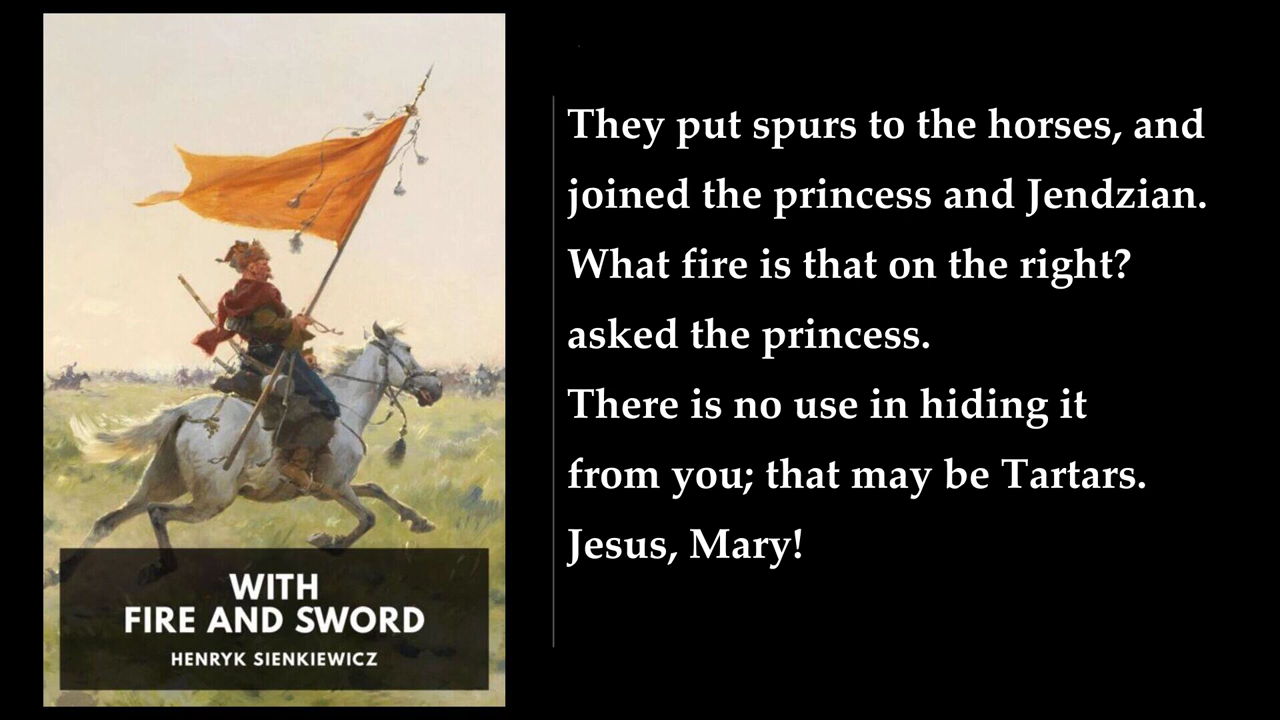 They put spurs to the horses, and
joined the princess and Jendzian.
What fire is that on the right?
asked the princess.
There is no use in hiding it
from you; that may be Tartars.
Jesus, Mary!
WITH
FIRE AND SWORD
HENRYK SIENKIEWICZ